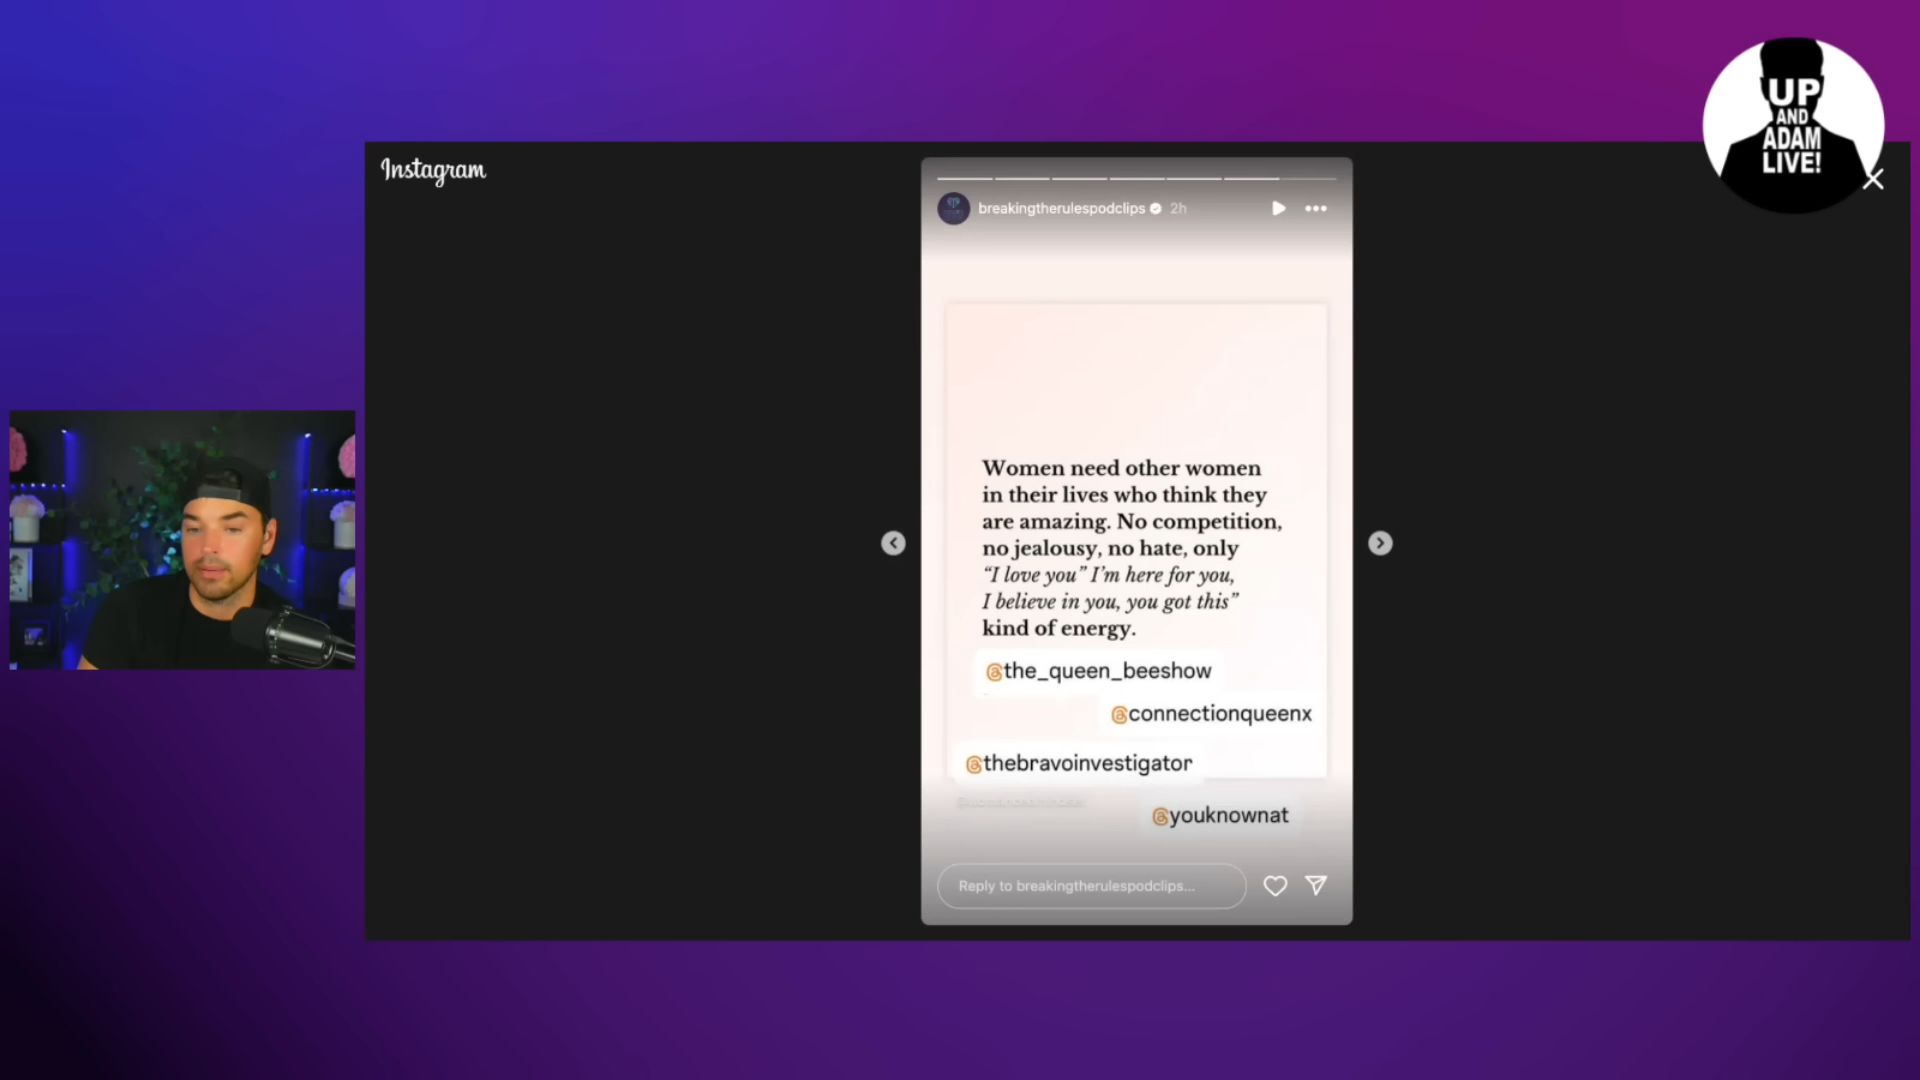 Instagram
UP
AND
ADAM
LIVE!
breakingtherulespodclips 2h
Women need other women
in their lives who think they
are amazing. No competition,
no jealousy, no hate, only
“I love you” I’m here for you,
I believe in you, you got this”
kind of energy.
@the_queen_beeshow
@connectionqueenx
@thebravoinvestigator
@youknownat
Reply to breakingtherulespodclips...